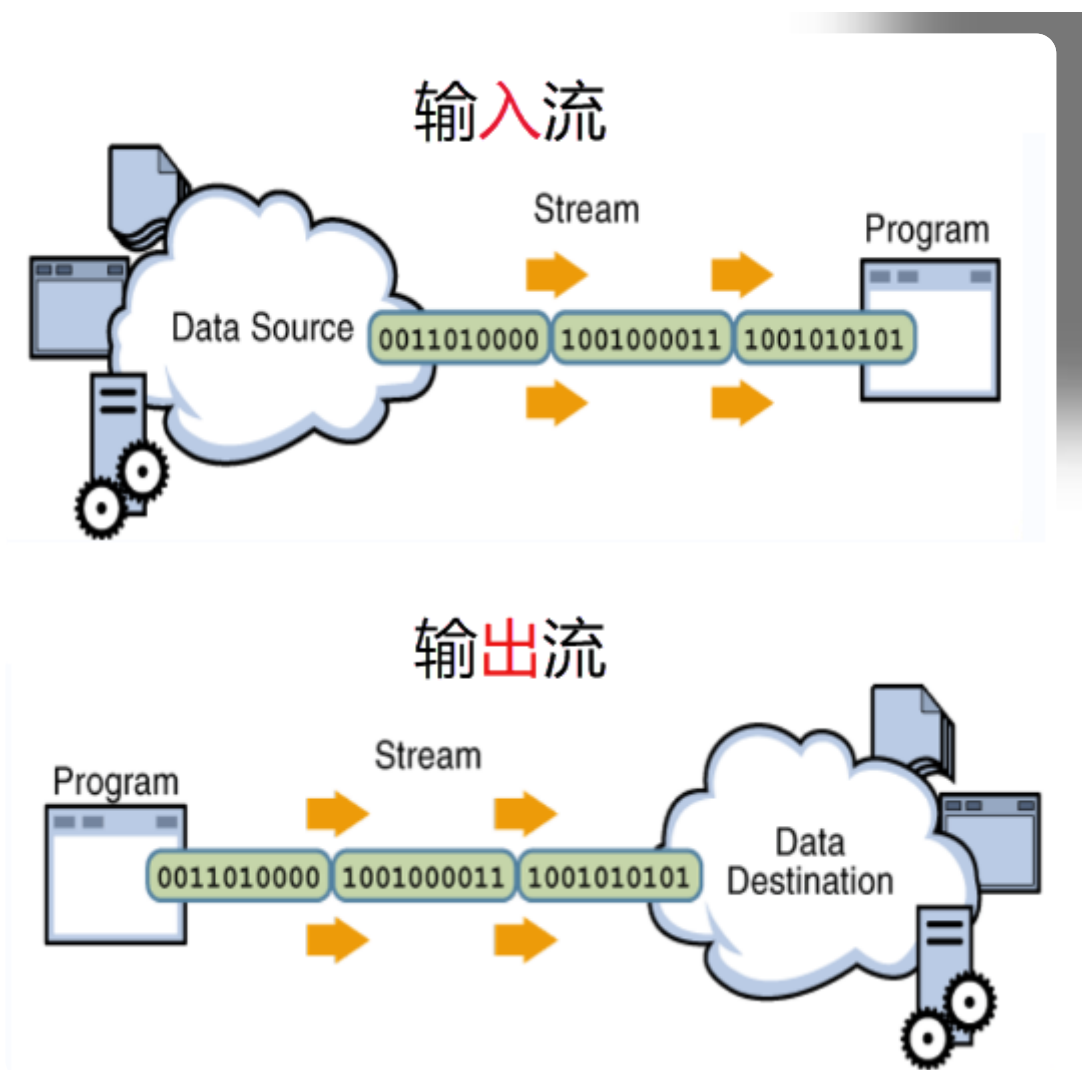 输入流
Stream
Program
Data Source
0011010000 1001000011 1001010101
输出流
Stream
Program
0011010000 1001000011 1001010101
Data
Destination